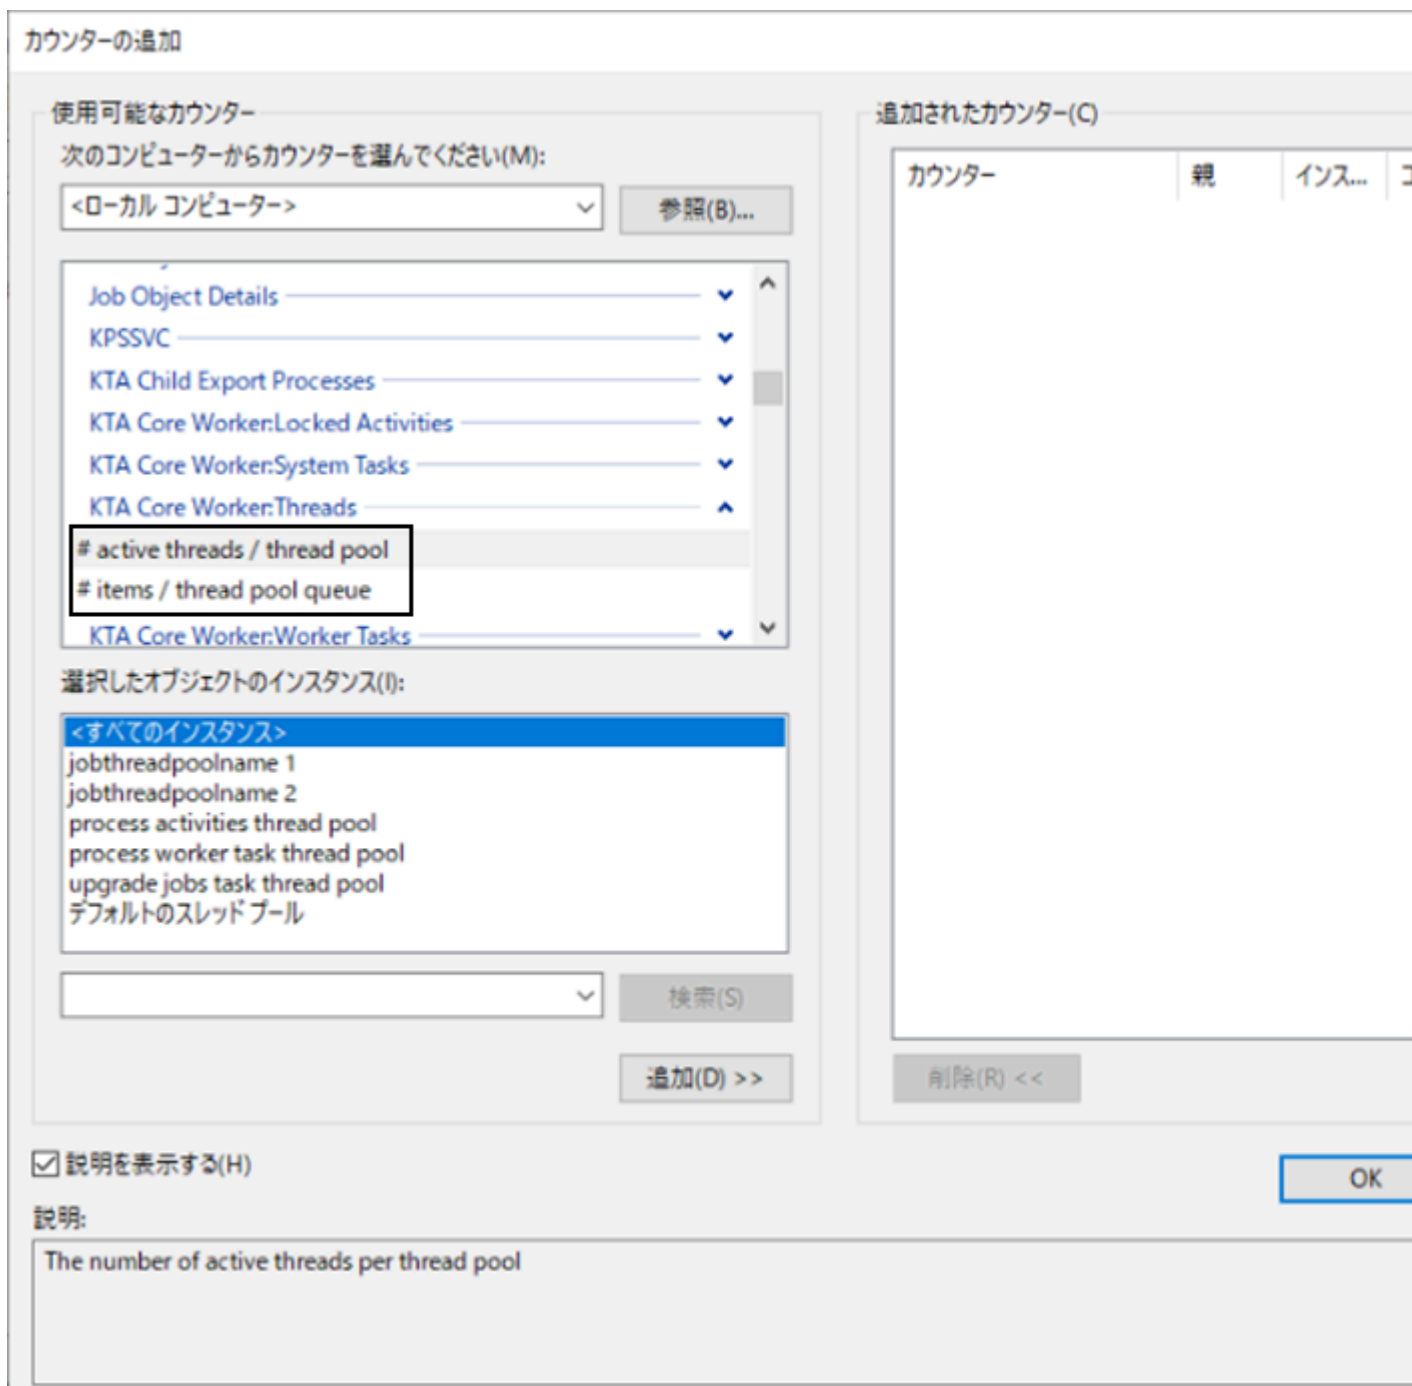 カウンターの追加
使用可能なカウンター
次のコンピューターからカウンターを選んでください(M):
<ローカル コンピューター>
参照(B)...
Job Object Details
KPSSVC
KTA Child Export Processes
KTA Core Worker:Locked Activities
KTA Core Worker:System Tasks
KTA Core Worker:Threads
# active threads / thread pool
# items / thread pool queue
KTA Core Worker:Worker Tasks
選択したオブジェクトのインスタンス(I):
<すべてのインスタンス>
jobthreadpoolname 1
jobthreadpoolname 2
process activities thread pool
process worker task thread pool
upgrade jobs task thread pool
デフォルトのスレッド プール
検索(S)
追加(D) >>
追加されたカウンター(C)
カウンター 親 インス...
削除(R) <<
説明を表示する(H)
OK
説明:
The number of active threads per thread pool